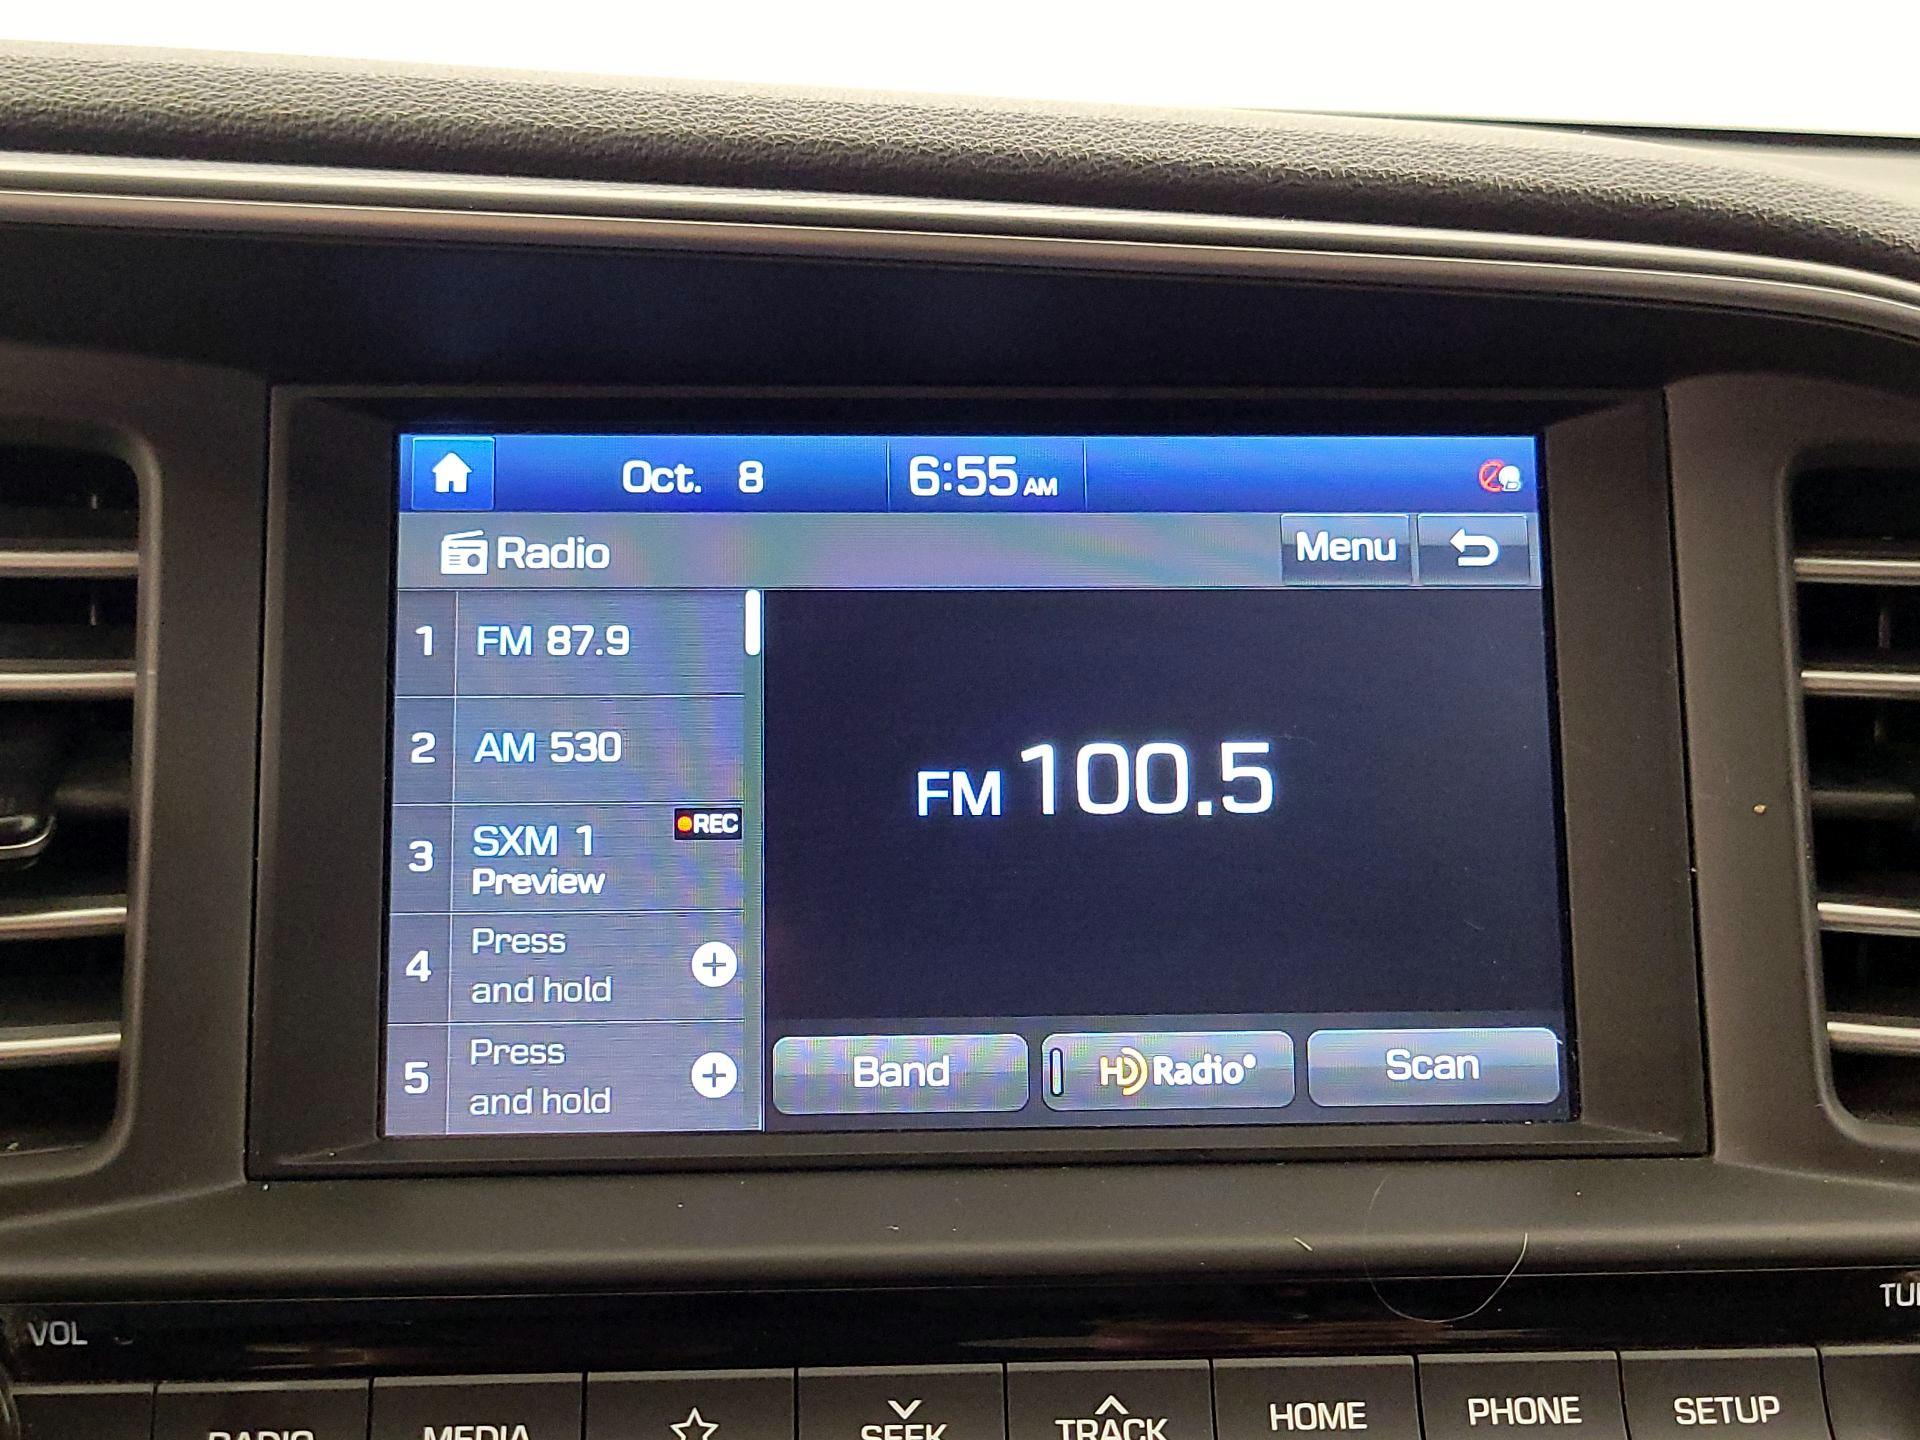 Oct. 8 6:55 AM
Radio Menu
1 FM 87.9
2 AM 530
3 SXM 1 REC
Preview
4 Press
and hold
5 Press
and hold
FM 100.5
Band HD Radio Scan
VOL
TU
RADIO MEDIA SEEK TRACK HOME PHONE SETUP